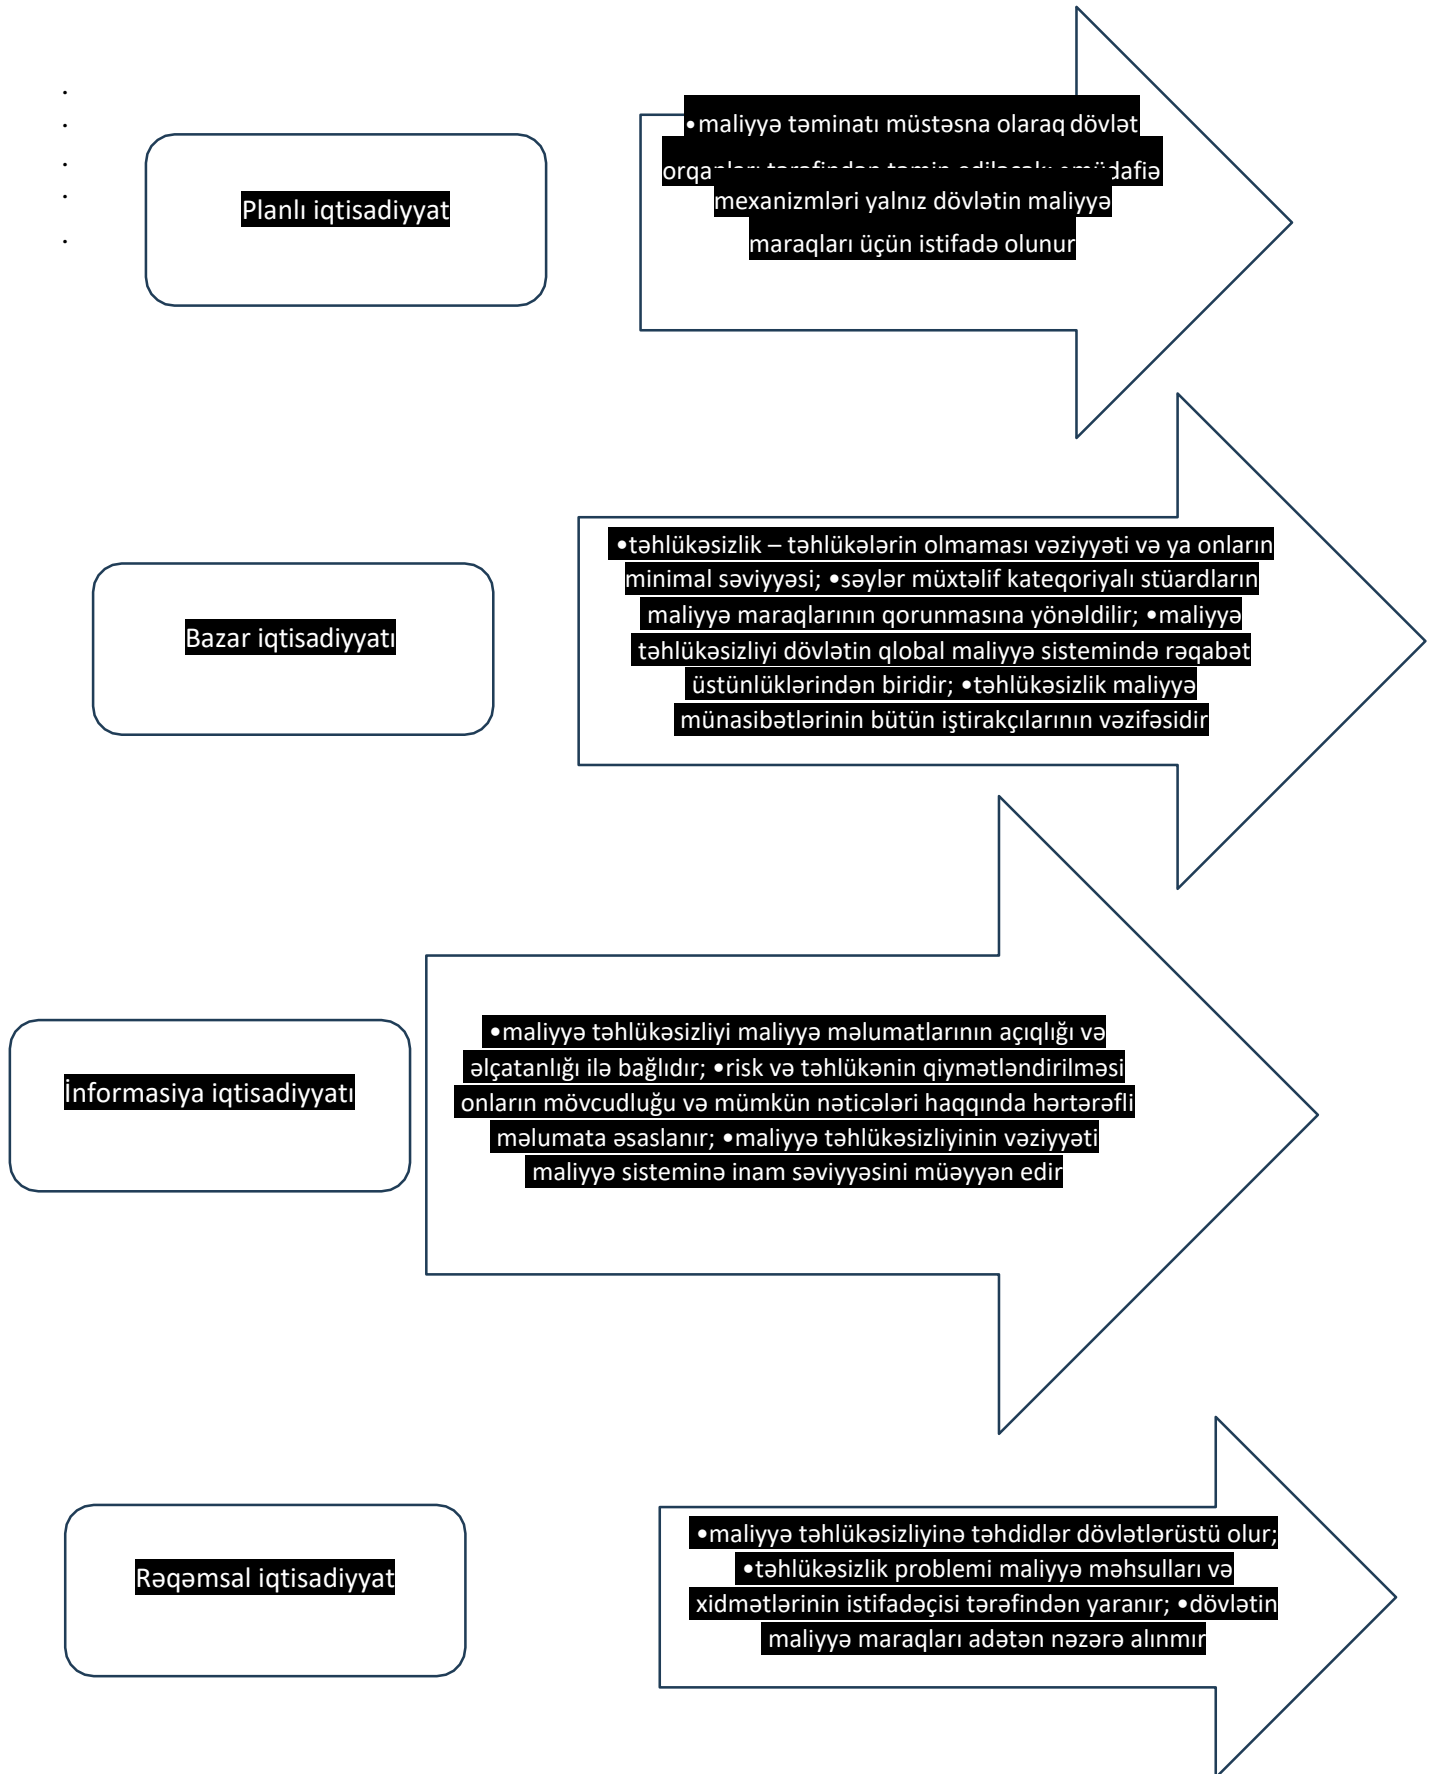 •maliyyə təminatı müstəsna olaraq dövlət
Planlı iqtisadiyyat
mexanizmləri yalnız dövlətin maliyyə
maraqları üçün istifadə olunur
•təhlükəsizlik – təhlükələrin olmaması vəziyyəti və ya onların
minimal səviyyəsi; •səylər müxtəlif kateqoriyalı stüardların
Bazar iqtisadiyyatı
maliyyə maraqlarının qorunmasına yönəldilir; •maliyyə
təhlükəsizliyi dövlətin qlobal maliyyə sistemində rəqabət
üstünlüklərindən biridir; •təhlükəsizlik maliyyə
münasibətlərinin bütün iştirakçılarının vəzifəsidir
İnformasiya iqtisadiyyatı
•maliyyə təhlükəsizliyi maliyyə məlumatlarının açıqlığı və
əlçatanlığı ilə bağlıdır; •risk və təhlükənin qiymətləndirilməsi
onların mövcudluğu və mümkün nəticələri haqqında hərtərəfli
məlumata əsaslanır; •maliyyə təhlükəsizliyinin vəziyyəti
maliyyə sisteminə inam səviyyəsini müəyyən edir
Rəqəmsal iqtisadiyyat
•maliyyə təhlükəsizliyinə təhdidlər dövlətlərüstü olur;
•təhlükəsizlik problemi maliyyə məhsulları və
xidmətlərinin istifadəçisi tərəfindən yaranır; •dövlətin
maliyyə maraqları adətən nəzərə alınmır